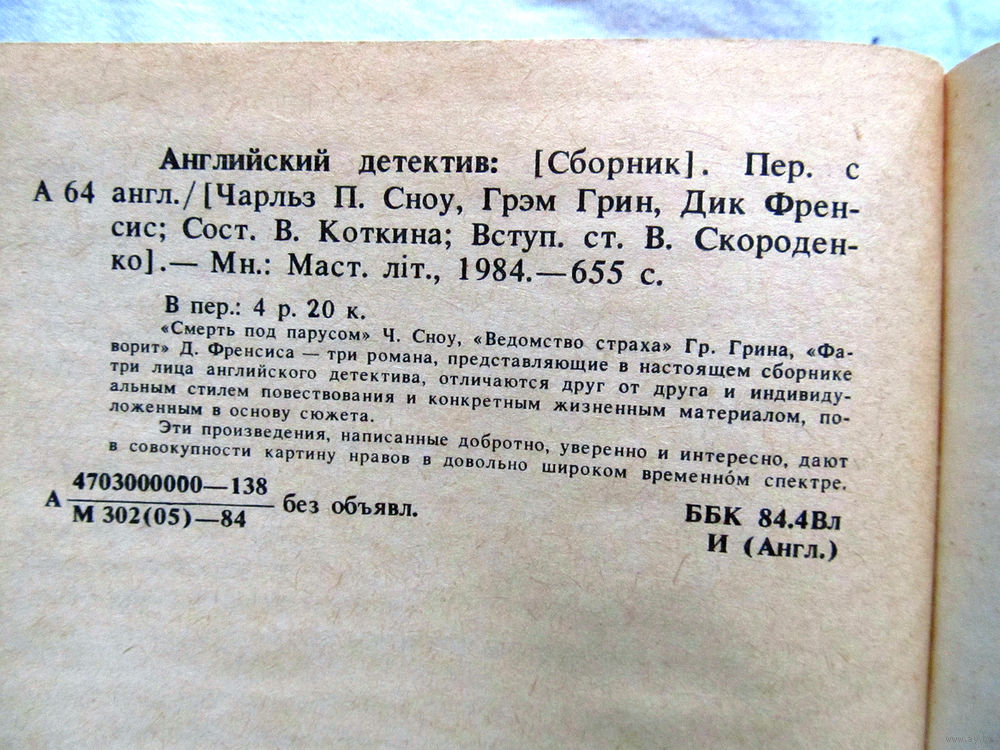 Английский детектив: [Сборник]. Пер. с
А 64 англ./[Чарльз П. Сноу, Грэм Грин, Дик Френ-
сис; Сост. В. Коткина; Вступ. ст. В. Скороден-
ко].— Мн.: Маст. літ., 1984.—655 с.
В пер.: 4 р. 20 к.
«Смерть под парусом» Ч. Сноу, «Ведомство страха» Гр. Грина, «Фа-
ворит» Д. Френсиса — три романа, представляющие в настоящем сборнике
три лица английского детектива, отличаются друг от друга и индивиду-
альным стилем повествования и конкретным жизненным материалом, по-
ложенным в основу сюжета.
Эти произведения, написанные добротно, уверенно и интересно, дают
в совокупности картину нравов в довольно широком временно́м спектре.
А 4703000000—138 без объявл.
М 302(05)—84
ББК 84.4Вл
И (Англ.)